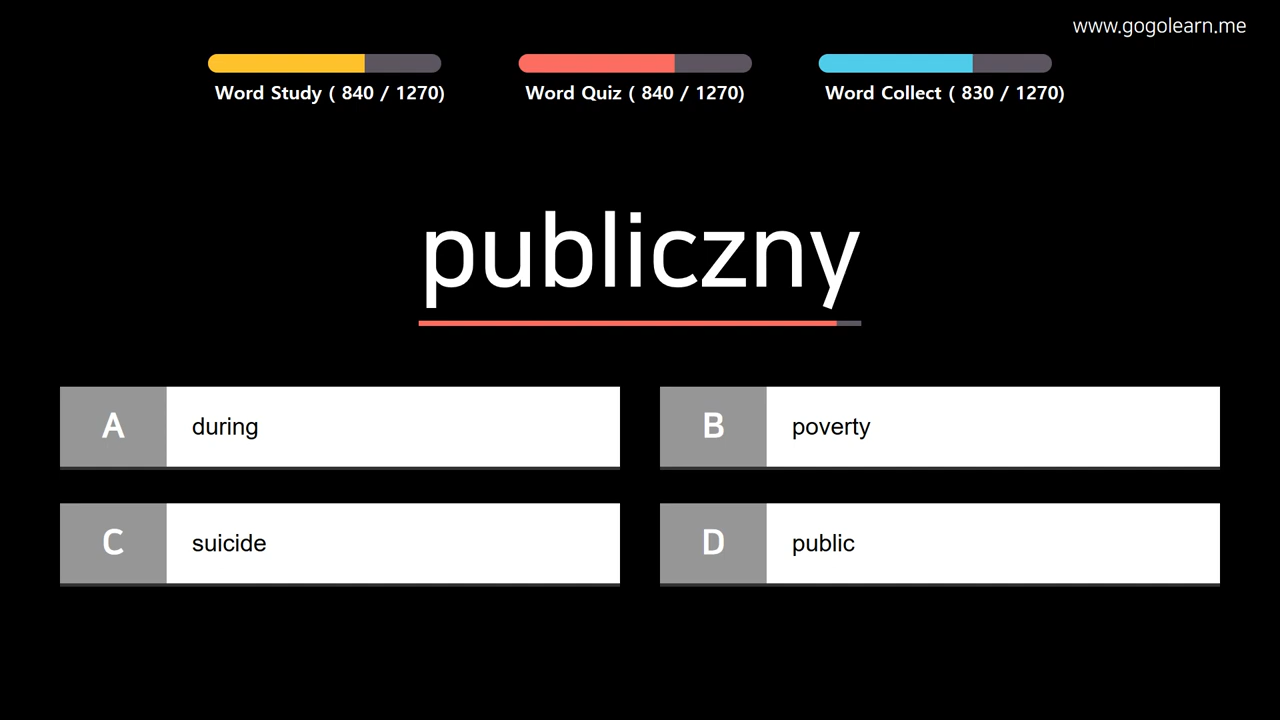 www.gogolearn.me
Word Study ( 840 / 1270)
Word Quiz ( 840 / 1270)
Word Collect ( 830 / 1270)
publiczny
A during
B poverty
C suicide
D public